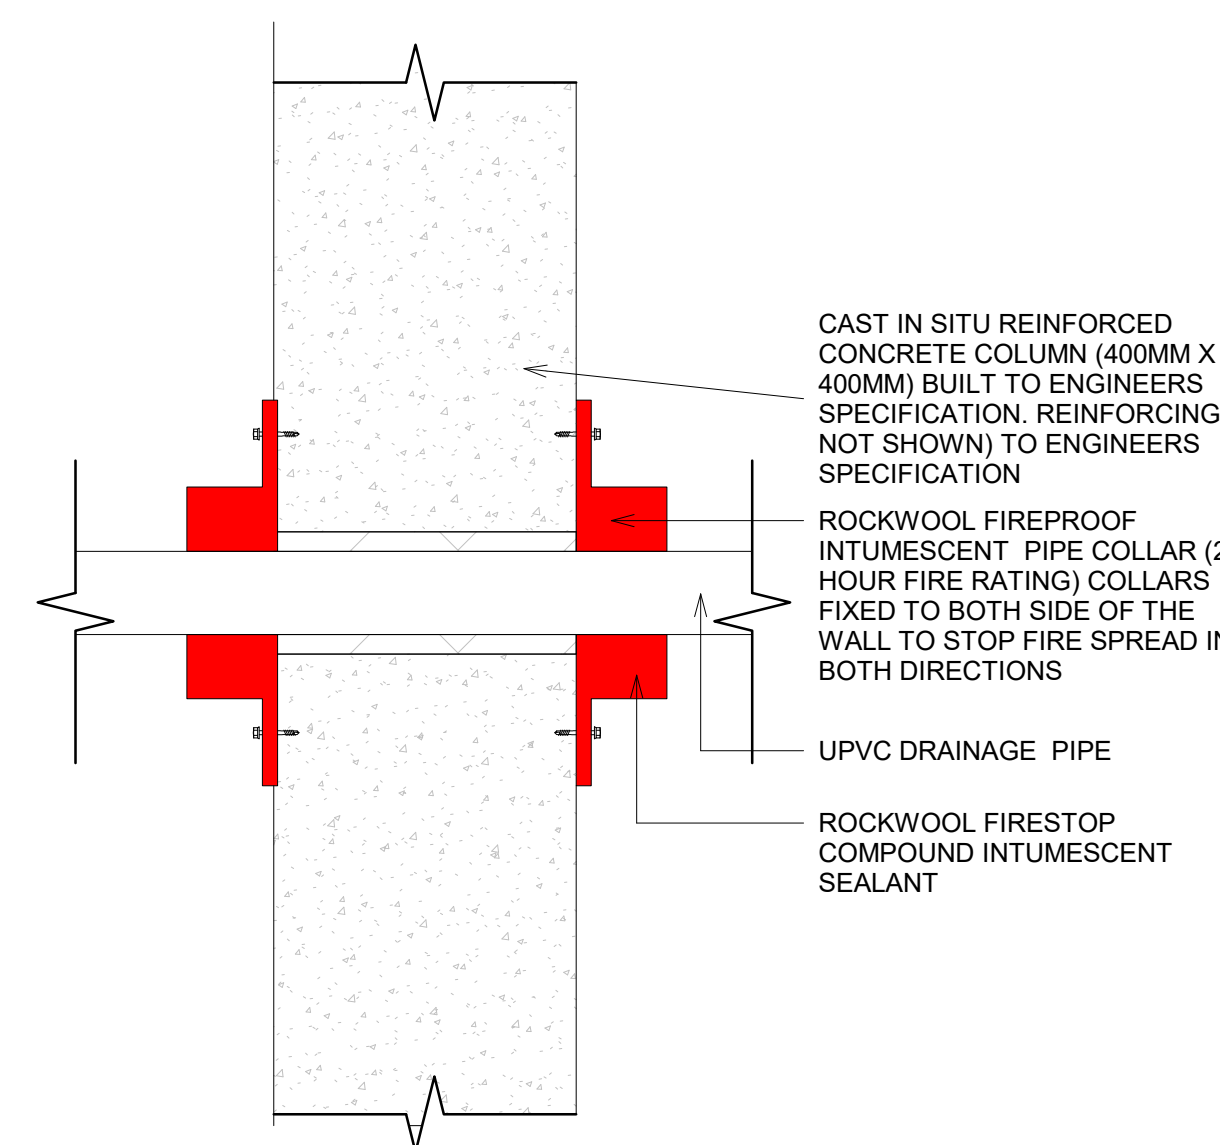 CAST IN SITU REINFORCED
CONCRETE COLUMN (400MM X
400MM) BUILT TO ENGINEERS
SPECIFICATION. REINFORCING
NOT SHOWN) TO ENGINEERS
SPECIFICATION
ROCKWOOL FIREPROOF
INTUMESCENT PIPE COLLAR (2
HOUR FIRE RATING) COLLARS
FIXED TO BOTH SIDE OF THE
WALL TO STOP FIRE SPREAD IN
BOTH DIRECTIONS
UPVC DRAINAGE PIPE
ROCKWOOL FIRESTOP
COMPOUND INTUMESCENT
SEALANT